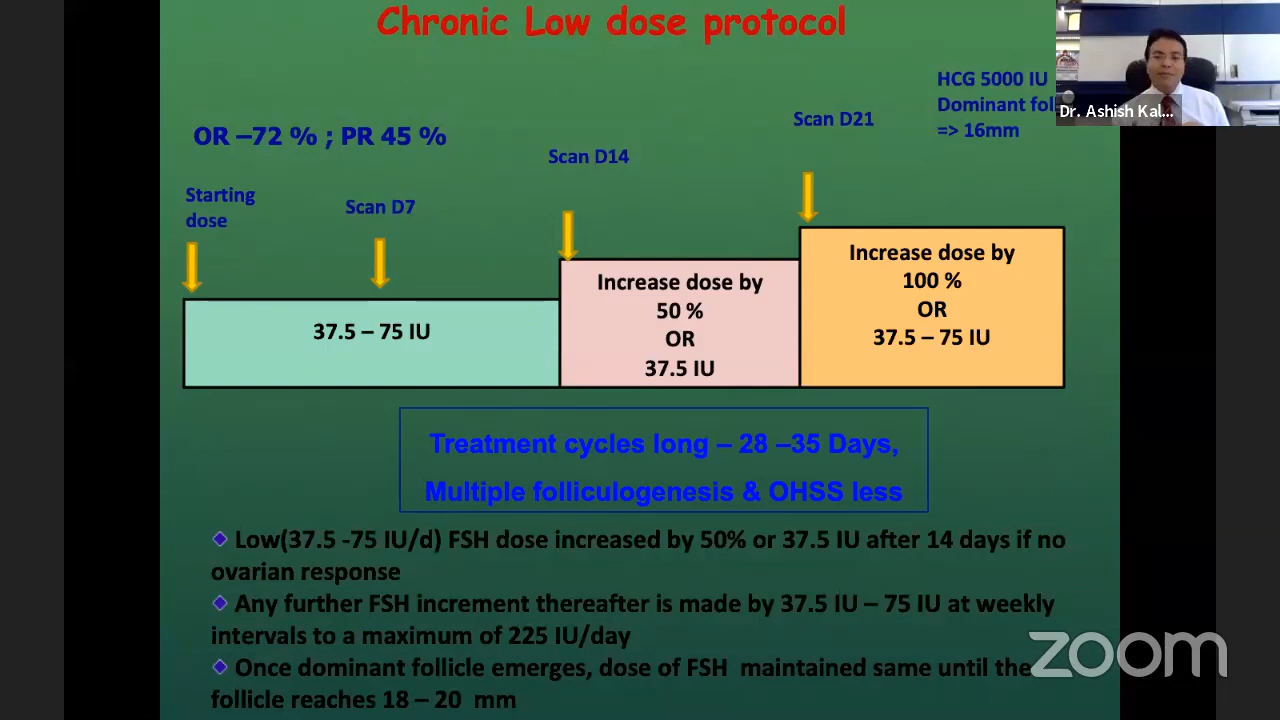 Chronic Low dose protocol
HCG 5000 IU
Dominant fol
=> 16mm
Dr. Ashish Kal...
Scan D21
OR –72 % ; PR 45 %
Scan D14
Starting
dose
Scan D7
Increase dose by
100 %
OR
37.5 – 75 IU
Increase dose by
50 %
OR
37.5 IU
37.5 – 75 IU
Treatment cycles long – 28 –35 Days,
Multiple folliculogenesis & OHSS less
Low(37.5 -75 IU/d) FSH dose increased by 50% or 37.5 IU after 14 days if no
ovarian response
Any further FSH increment thereafter is made by 37.5 IU – 75 IU at weekly
intervals to a maximum of 225 IU/day
Once dominant follicle emerges, dose of FSH maintained same until the
follicle reaches 18 – 20 mm
zoom